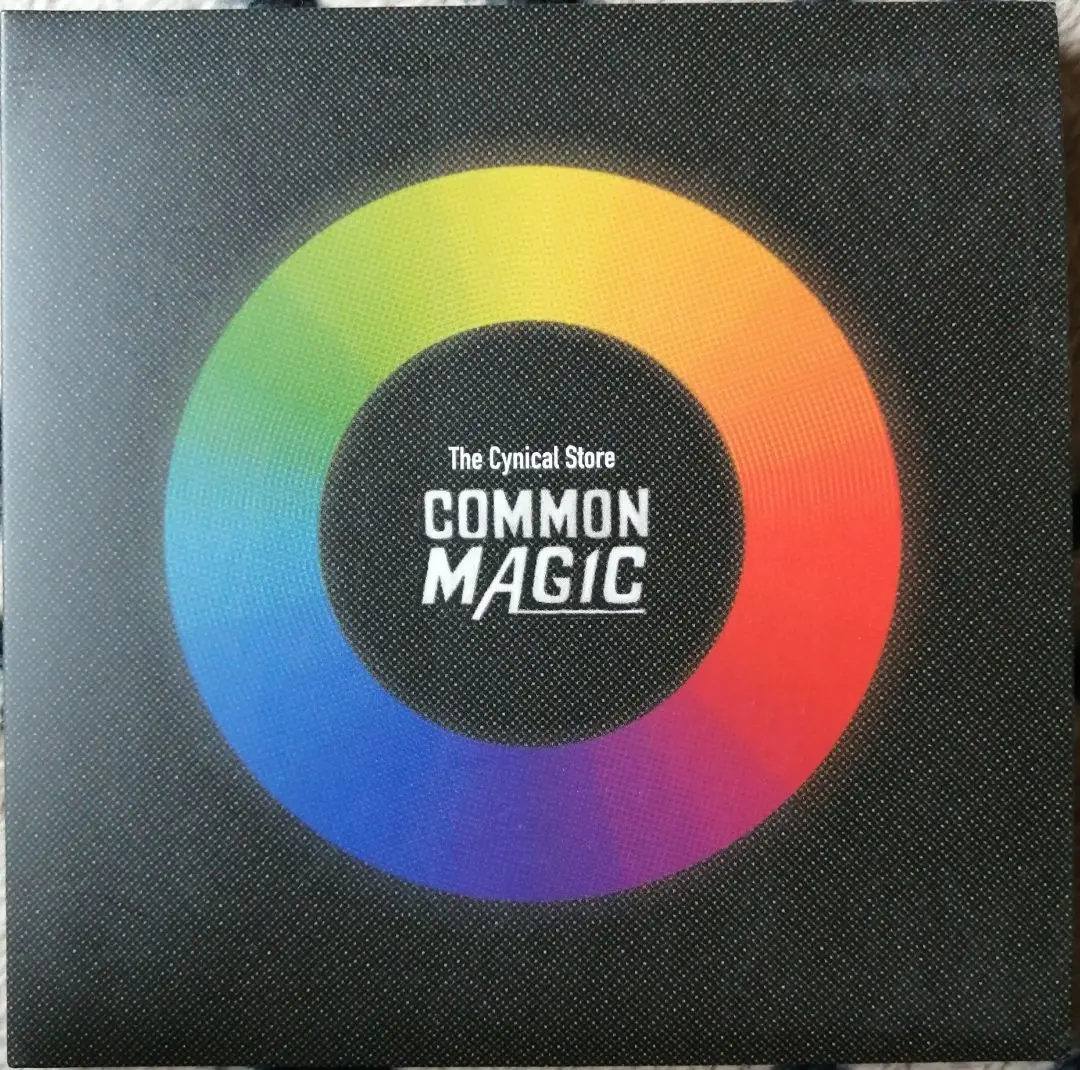 The Cynical Store
COMMON
MAGIC